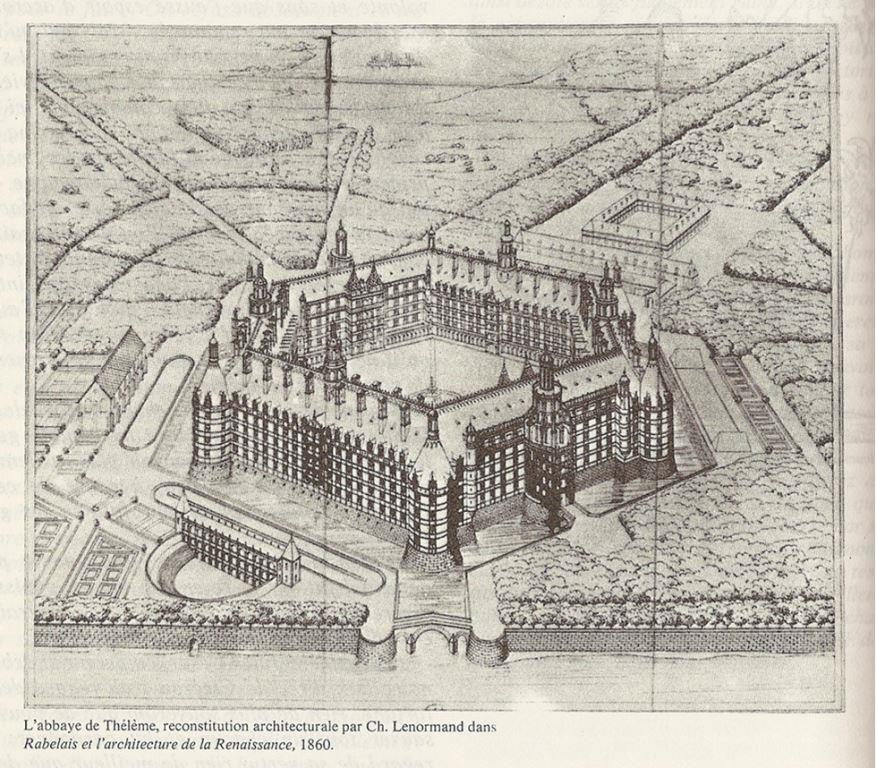 L'abbaye de Thélème, reconstitution architecturale par Ch. Lenormand dans
Rabelais et l'architecture de la Renaissance, 1860.